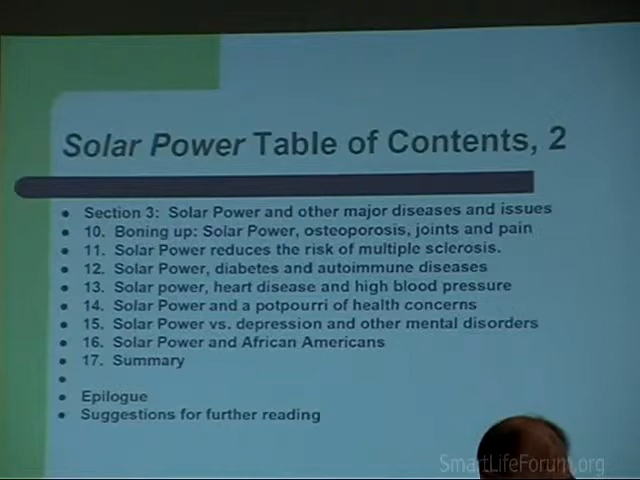 Solar Power Table of Contents, 2
• Section 3: Solar Power and other major diseases and issues
• 10. Boning up: Solar Power, osteoporosis, joints and pain
• 11. Solar Power reduces the risk of multiple sclerosis.
• 12. Solar Power, diabetes and autoimmune diseases
• 13. Solar power, heart disease and high blood pressure
• 14. Solar Power and a potpourri of health concerns
• 15. Solar Power vs. depression and other mental disorders
• 16. Solar Power and African Americans
• 17. Summary
•
• Epilogue
• Suggestions for further reading
SmartLifeForum.org